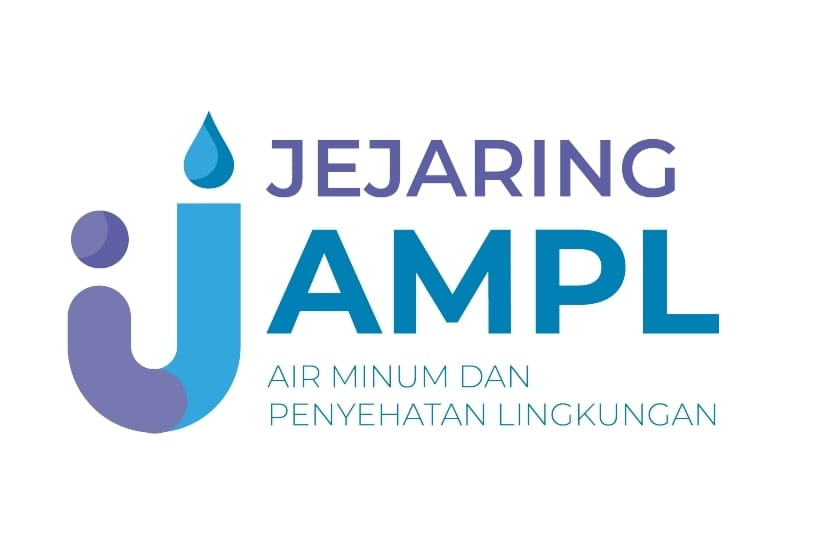 JEJARING
AMPL
AIR MINUM DAN
PENYEHATAN LINGKUNGAN